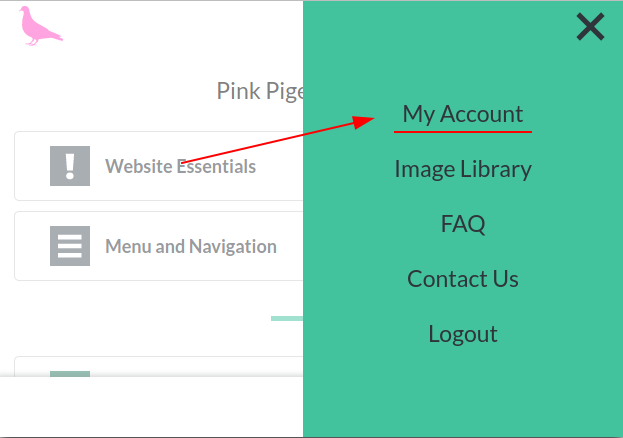 Pink Pige
Website Essentials
Menu and Navigation
My Account
Image Library
FAQ
Contact Us
Logout